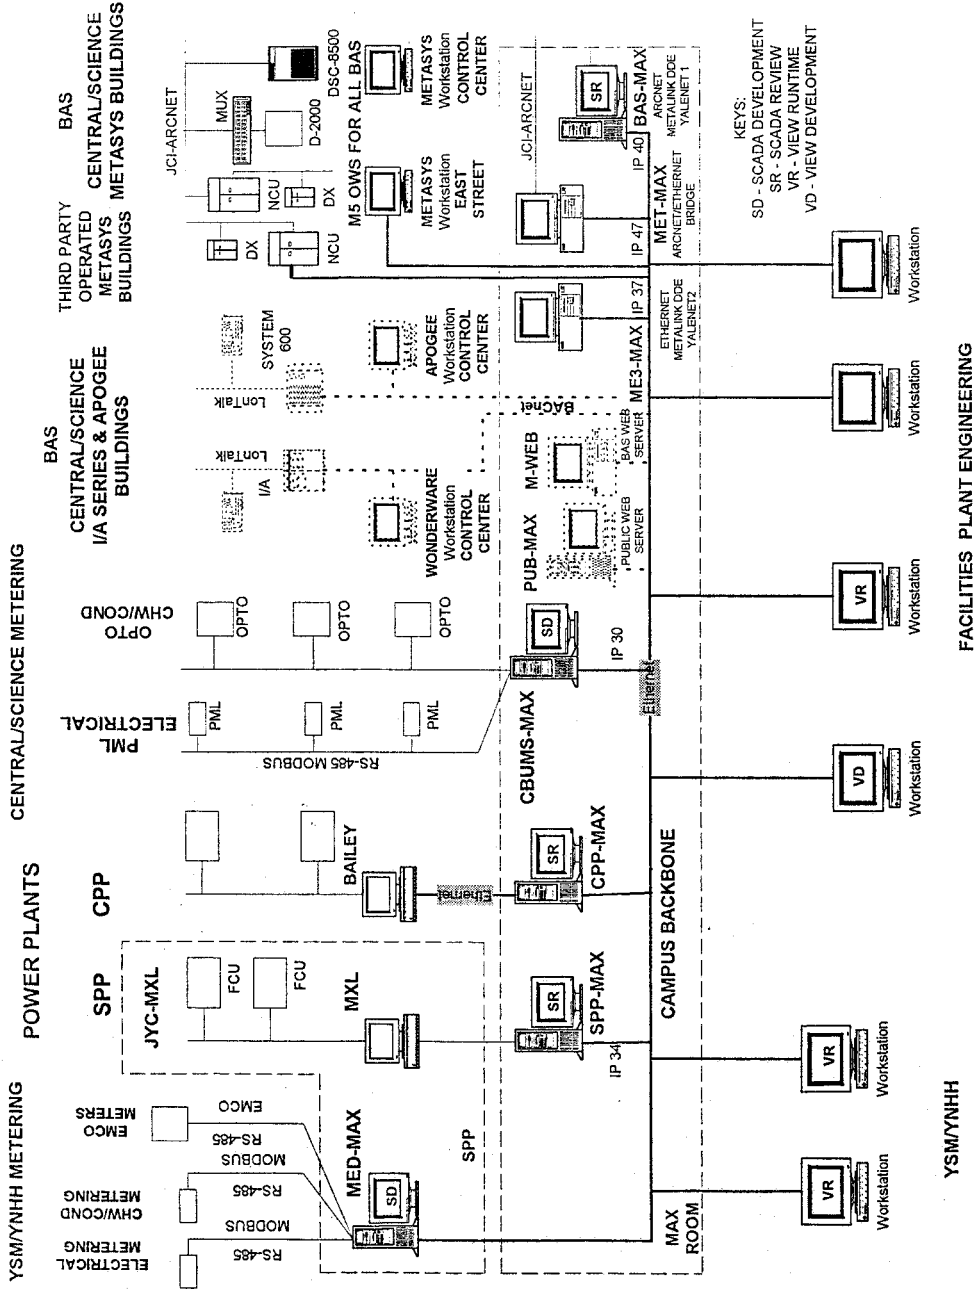 YSM/YNHH METERING
POWER PLANTS
CENTRAL/SCIENCE METERING
BAS
CENTRAL/SCIENCE
I/A SERIES & APOGEE
BUILDINGS
THIRD PARTY
OPERATED
METASYS
BUILDINGS
BAS
CENTRAL/SCIENCE
METASYS BUILDINGS
ELECTRICAL
METERING
CHW/COND
METERING
EMCO
METERS
RS-485
MODBUS
RS-485
MODBUS
RS-485
EMCO
MED-MAX
SD
SPP
SPP
JYC-MXL
FCU
FCU
MXL
CPP
BAILEY
Ethernet
PML
ELECTRICAL
PML
PML
PML
RS-485 MODBUS
OPTO
CHW/COND
OPTO
OPTO
OPTO
LonTalk
I/A
WONDERWARE
Workstation
CONTROL
CENTER
LonTalk
SYSTEM
600
APOGEE
Workstation
CONTROL
CENTER
BACnet
DX
NCU
NCU
DX
JCI-ARCNET
MUX
D-2000
DSC-8500
M5 OWS FOR ALL BAS
METASYS
Workstation
EAST
STREET
METASYS
Workstation
CONTROL
CENTER
MAX
ROOM
SPP-MAX
SR
IP 34
CPP-MAX
SR
CBUMS-MAX
SD
IP 30
PUB-MAX
PUBLIC WEB
SERVER
M-WEB
BAS WEB
SERVER
ME3-MAX
IP 37
ETHERNET
METALINK DDE
YALENET2
MET-MAX
IP 47
ARCNET/ETHERNET
BRIDGE
JCI-ARCNET
BAS-MAX
SR
IP 40
ARCNET
METALINK DDE
YALENET 1
CAMPUS BACKBONE
Ethernet
KEYS:
SD - SCADA DEVELOPMENT
SR - SCADA REVIEW
VR - VIEW RUNTIME
VD - VIEW DEVELOPMENT
VR
Workstation
VR
Workstation
VD
Workstation
VR
Workstation
Workstation
Workstation
YSM/YNHH
FACILITIES PLANT ENGINEERING